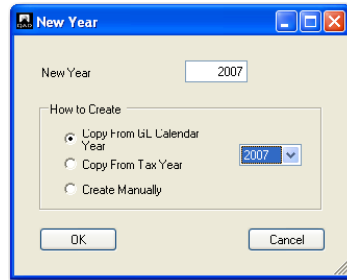 QAD New Year
New Year 2007
How to Create
Copy From GL Calendar
Year
2007
Copy From Tax Year
Create Manually
OK Cancel